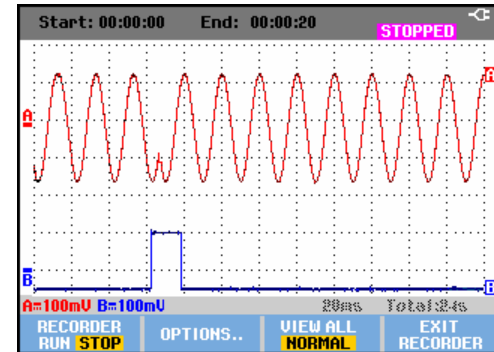 Start: 00:00:00 End: 00:00:20
STOPPED
A
A
B
B
A=100mV B=100mV 20ms Total:24s
RECORDER OPTIONS.. VIEW ALL EXIT
RUN STOP NORMAL RECORDER